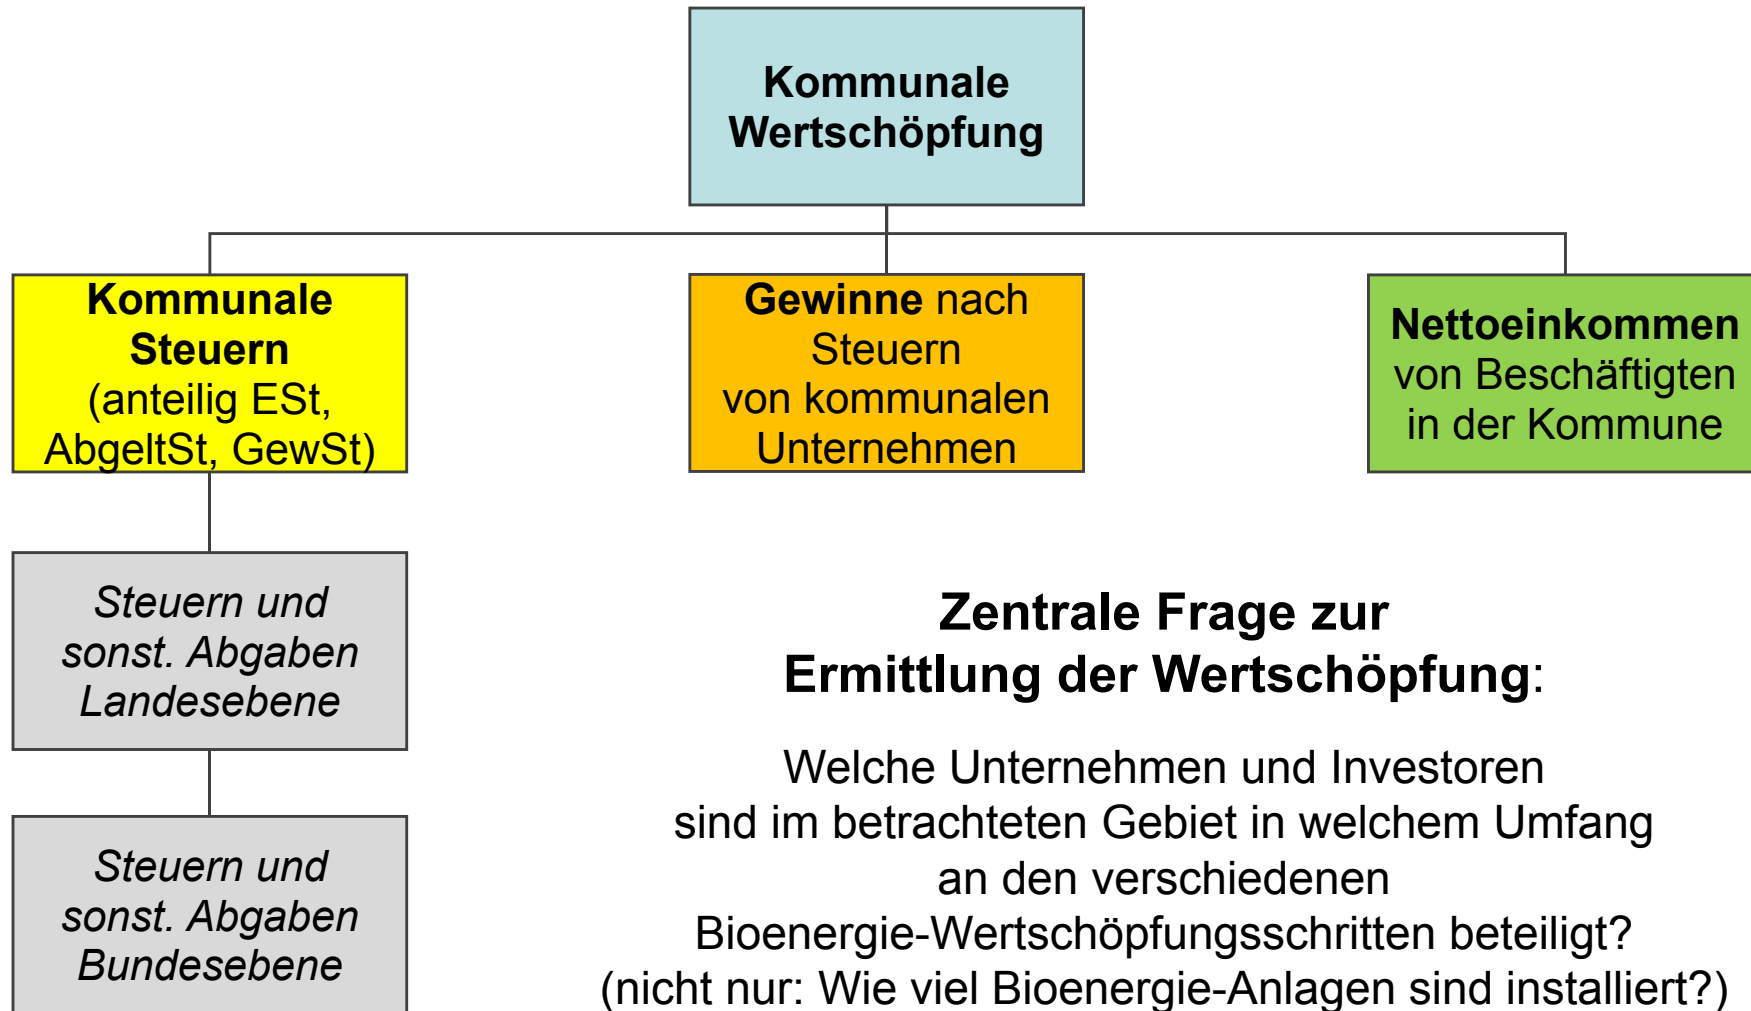 Kommunale
Wertschöpfung
Kommunale
Steuern
(anteilig ESt,
AbgeltSt, GewSt)
Gewinne nach
Steuern
von kommunalen
Unternehmen
Nettoeinkommen
von Beschäftigten
in der Kommune
Steuern und
sonst. Abgaben
Landesebene
Steuern und
sonst. Abgaben
Bundesebene
Zentrale Frage zur
Ermittlung der Wertschöpfung:
Welche Unternehmen und Investoren
sind im betrachteten Gebiet in welchem Umfang
an den verschiedenen
Bioenergie-Wertschöpfungsschritten beteiligt?
(nicht nur: Wie viel Bioenergie-Anlagen sind installiert?)